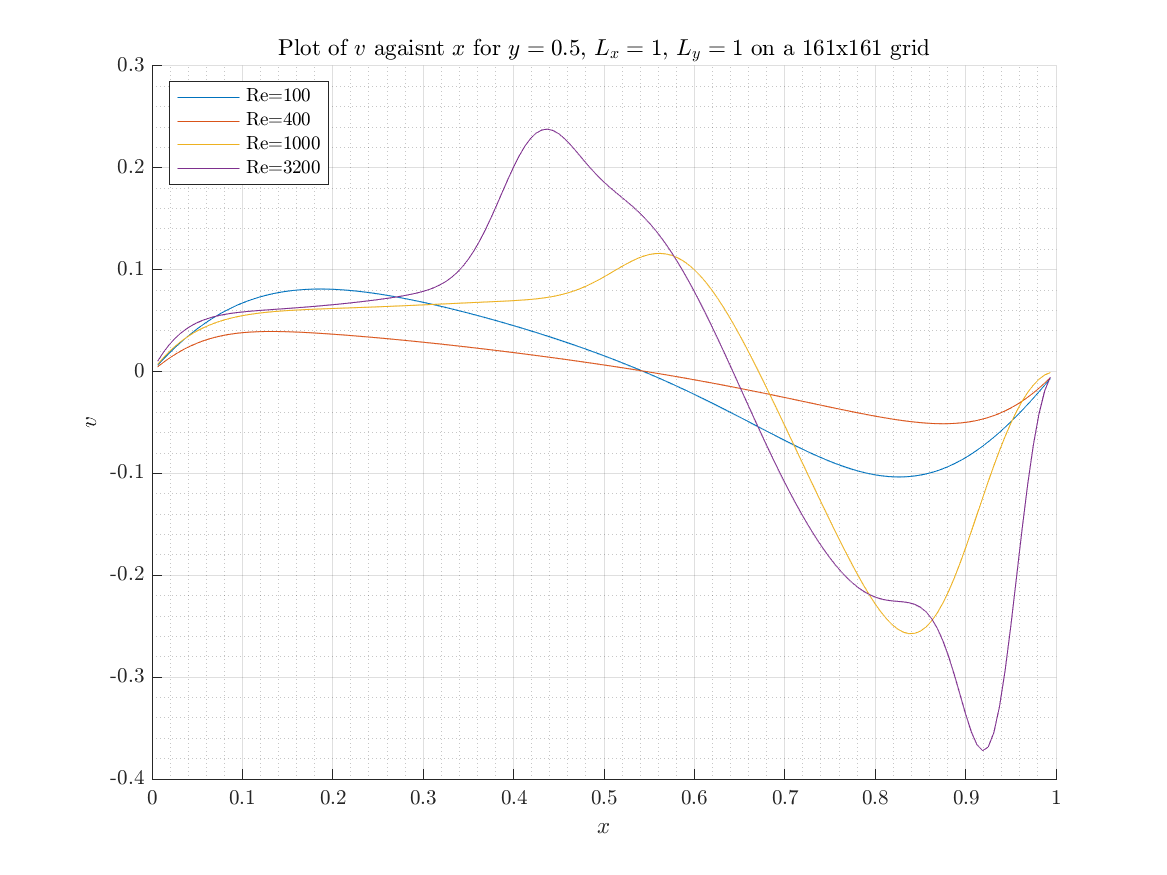 Plot of v agaisnt x for y = 0.5, Lx = 1, Ly = 1 on a 161x161 grid
0.3
Re=100
Re=400
Re=1000
Re=3200
0.2
0.1
0
v
-0.1
-0.2
-0.3
-0.4
0 0.1 0.2 0.3 0.4 0.5 0.6 0.7 0.8 0.9 1
x